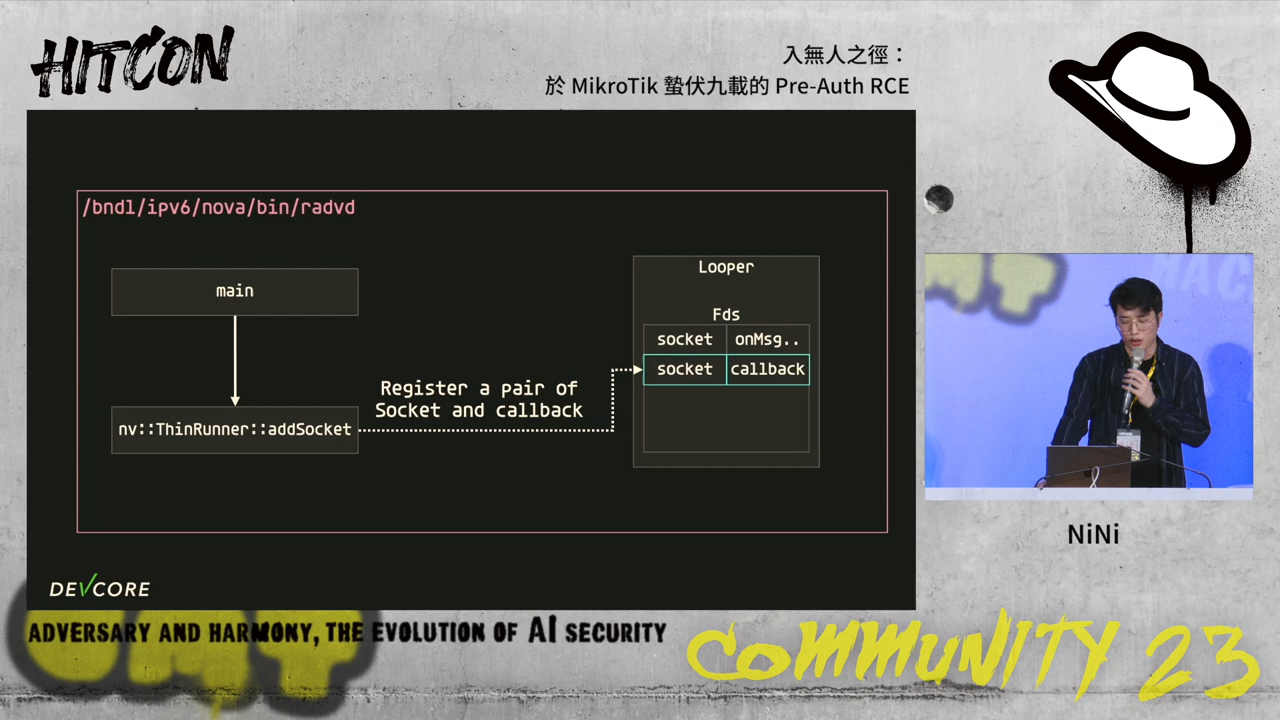 HITCON
入無人之徑：
於 MikroTik 蟄伏九載的 Pre-Auth RCE
/bndl/ipv6/nova/bin/radvd
main
nv::ThinRunner::addSocket
Register a pair of
Socket and callback
Looper
Fds
socket onMsg..
socket callback
DEVCORE
HAC
NiNi
ADVERSARY AND HARMONY, THE EVOLUTION OF AI SECURITY
COMMUNITY 23